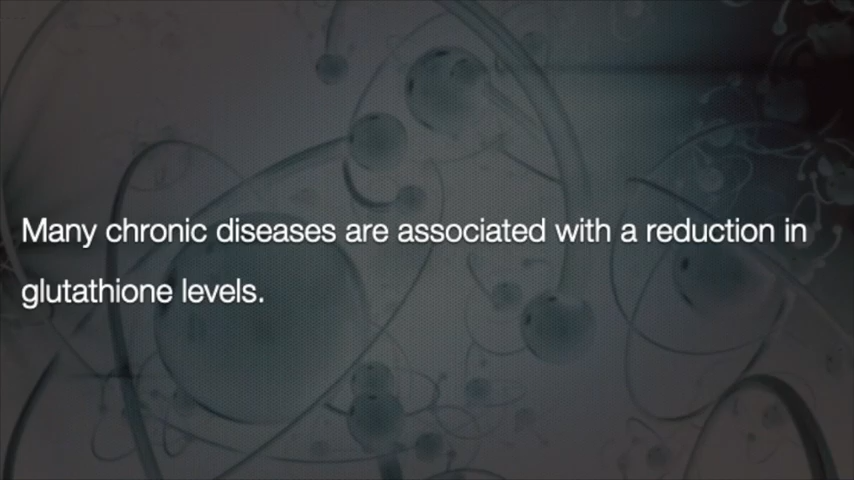 Many chronic diseases are associated with a reduction in
glutathione levels.